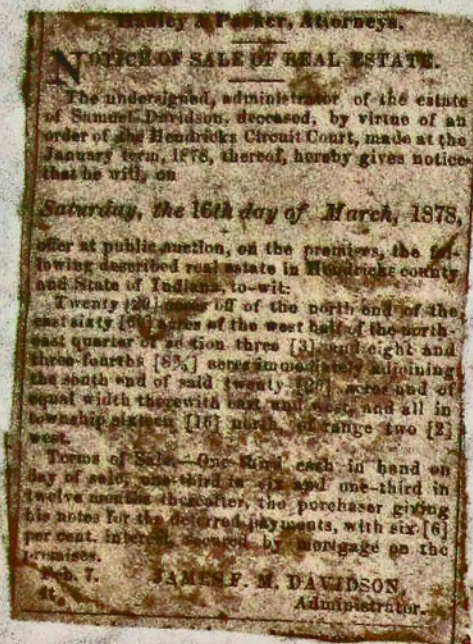 Hadley & Parker, Attorneys.
NOTICE OF SALE OF REAL ESTATE.
The undersigned, administrator of the estate
of Samuel Davidson, deceased, by virtue of an
order of the Hendricks Circuit Court, made at the
January term, 1878, thereof, hereby gives notice
that he will, on
Saturday, the 16th day of March, 1878,
offer at public auction, on the premises, the fol-
lowing described real estate in Hendricks county
and State of Indiana, to-wit:
Twenty [20] acres off of the north end of the
east sixty [60] acres of the west half of the north-
east quarter of section three [3] and eight and
three-fourths [8¾] acres immediately adjoining
the south end of said twenty [20] acres and of
equal width therewith east and west, and all in
township sixteen [16] north, of range two [2]
west.
Terms of Sale.—One-third cash in hand on
day of sale, one-third in six and one-third in
twelve months thereafter, the purchaser giving
his notes for the deferred payments, with six [6]
per cent. interest, secured by mortgage on the
premises.
Feb. 7. JAMES F. M. DAVIDSON,
4t. Administrator.